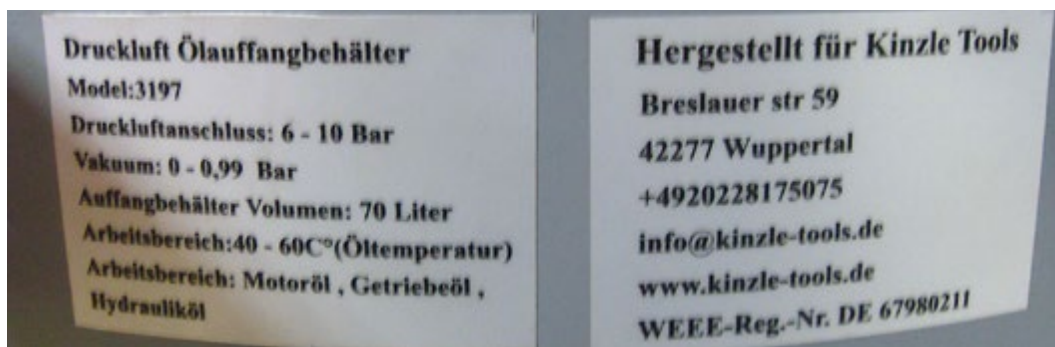 Druckluft Ölauffangbehälter
Model:3197
Druckluftanschluss: 6 - 10 Bar
Vakuum: 0 - 0,99 Bar
Auffangbehälter Volumen: 70 Liter
Arbeitsbereich:40 - 60C°(Öltemperatur)
Arbeitsbereich: Motoröl , Getriebeöl ,
Hydrauliköl
Hergestellt für Kinzle Tools
Breslauer str 59
42277 Wuppertal
+4920228175075
info@kinzle-tools.de
www.kinzle-tools.de
WEEE-Reg.-Nr. DE 67980211